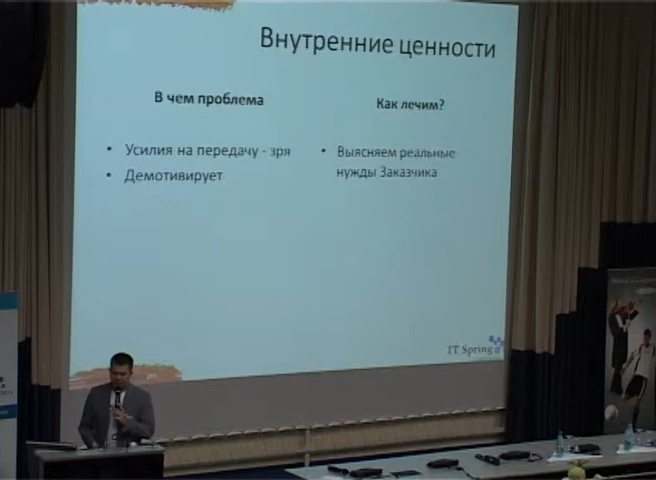 Внутренние ценности
В чем проблема
Как лечим?
• Усилия на передачу - зря
• Демотивирует
• Выясняем реальные
нужды Заказчика
IT Spring